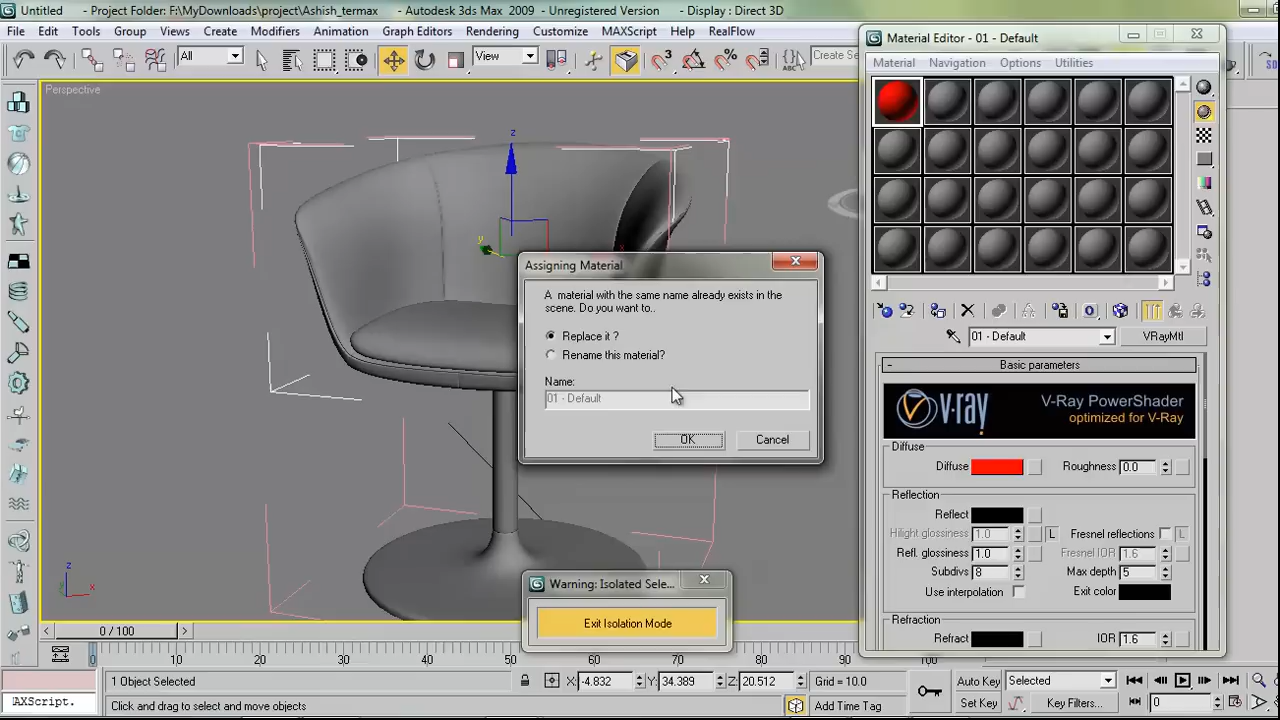 Untitled - Project Folder: F:\MyDownloads\project\Ashish_termax - Autodesk 3ds Max 2009 - Unregistered Version - Display : Direct 3D
File Edit Tools Group Views Create Modifiers Animation Graph Editors Rendering Customize MAXScript Help RealFlow
All
View
3
Create Se
Perspective
z
y
x
z
x
Material Editor - 01 - Default
Material Navigation Options Utilities
01 - Default
VRayMtl
Basic parameters
v-ray
V-Ray PowerShader
optimized for V-Ray
Diffuse
Diffuse
Roughness 0.0
Reflection
Reflect
Hilight glossiness 1.0 L Fresnel reflections L
Refl. glossiness 1.0 Fresnel IOR 1.6
Subdivs 8 Max depth 5
Use interpolation Exit color
Refraction
Refract IOR 1.6
Assigning Material
A material with the same name already exists in the
scene. Do you want to..
Replace it ?
Rename this material?
Name:
01 - Default
OK Cancel
Warning: Isolated Sele...
Exit Isolation Mode
0 / 100
0 10 20 30 40 50 60 70 80 90 100
1 Object Selected X: -4.832 Y: 34.389 Z: 20.512 Grid = 10.0 Auto Key Selected
AXScript. Click and drag to select and move objects Add Time Tag Set Key Key Filters... 0